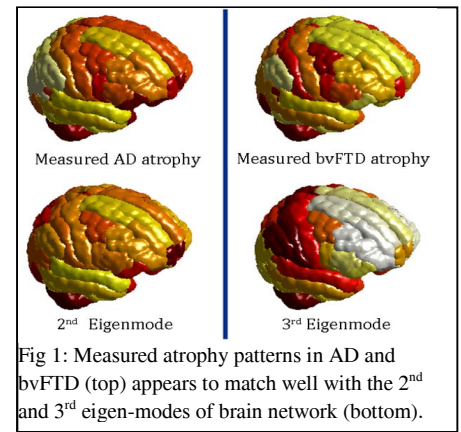 Measured AD atrophy
Measured bvFTD atrophy
2nd Eigenmode
3rd Eigenmode
Fig 1: Measured atrophy patterns in AD and
bvFTD (top) appears to match well with the 2nd
and 3rd eigen-modes of brain network (bottom).